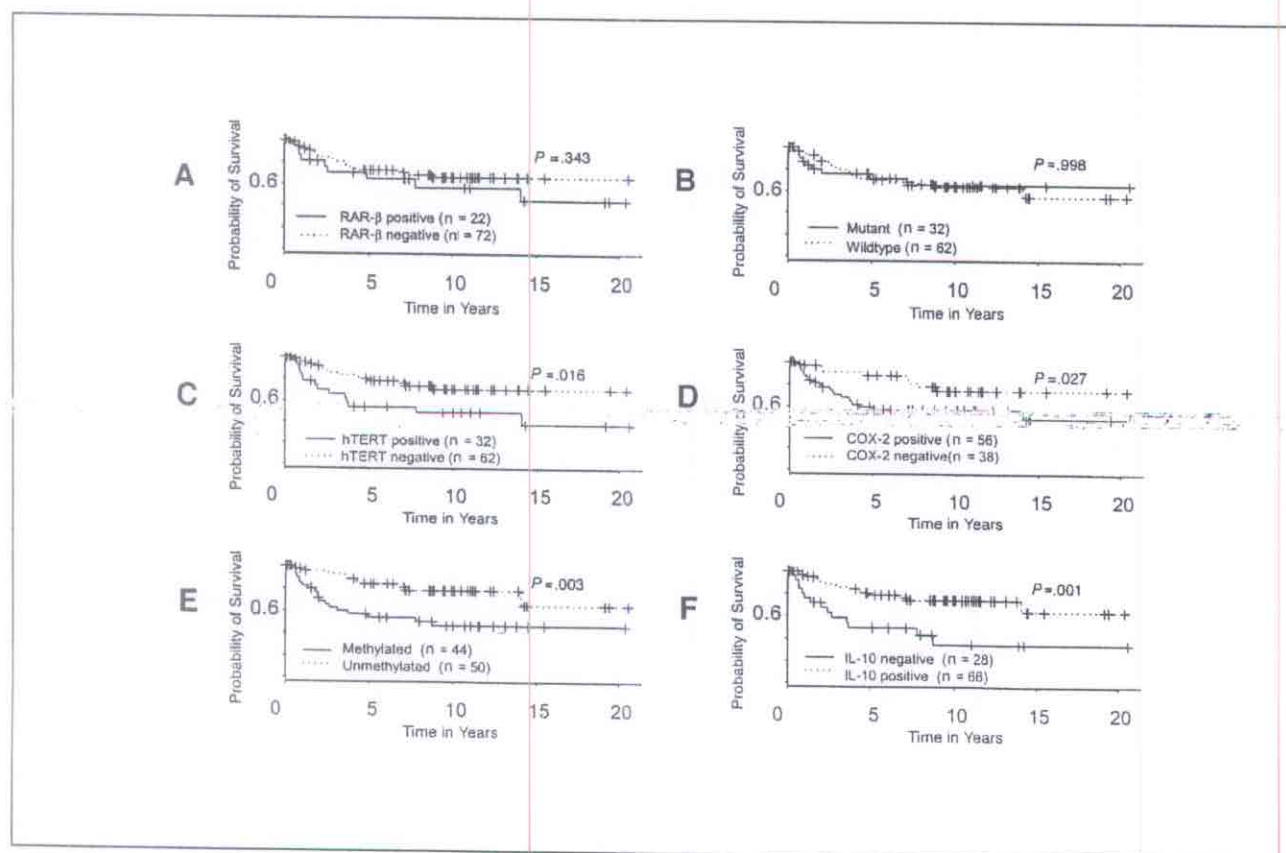 A
Probability of Survival
0.6
P =.343
RAR-β positive (n = 22)
RAR-β negative (n = 72)
0 5 10 15 20
Time in Years
B
Probability of Survival
0.6
P =.998
Mutant (n = 32)
Wildtype (n = 62)
0 5 10 15 20
Time in Years
C
Probability of Survival
0.6
P =.016
hTERT positive (n = 32)
hTERT negative (n = 62)
0 5 10 15 20
Time in Years
D
Probability of Survival
0.6
P =.027
COX-2 positive (n = 56)
COX-2 negative(n = 38)
0 5 10 15 20
Time in Years
E
Probability of Survival
0.6
P =.003
Methylated (n = 44)
Unmethylated (n = 50)
0 5 10 15 20
Time in Years
F
Probability of Survival
0.6
P =.001
IL-10 negative (n = 28)
IL-10 positive (n = 66)
0 5 10 15 20
Time in Years